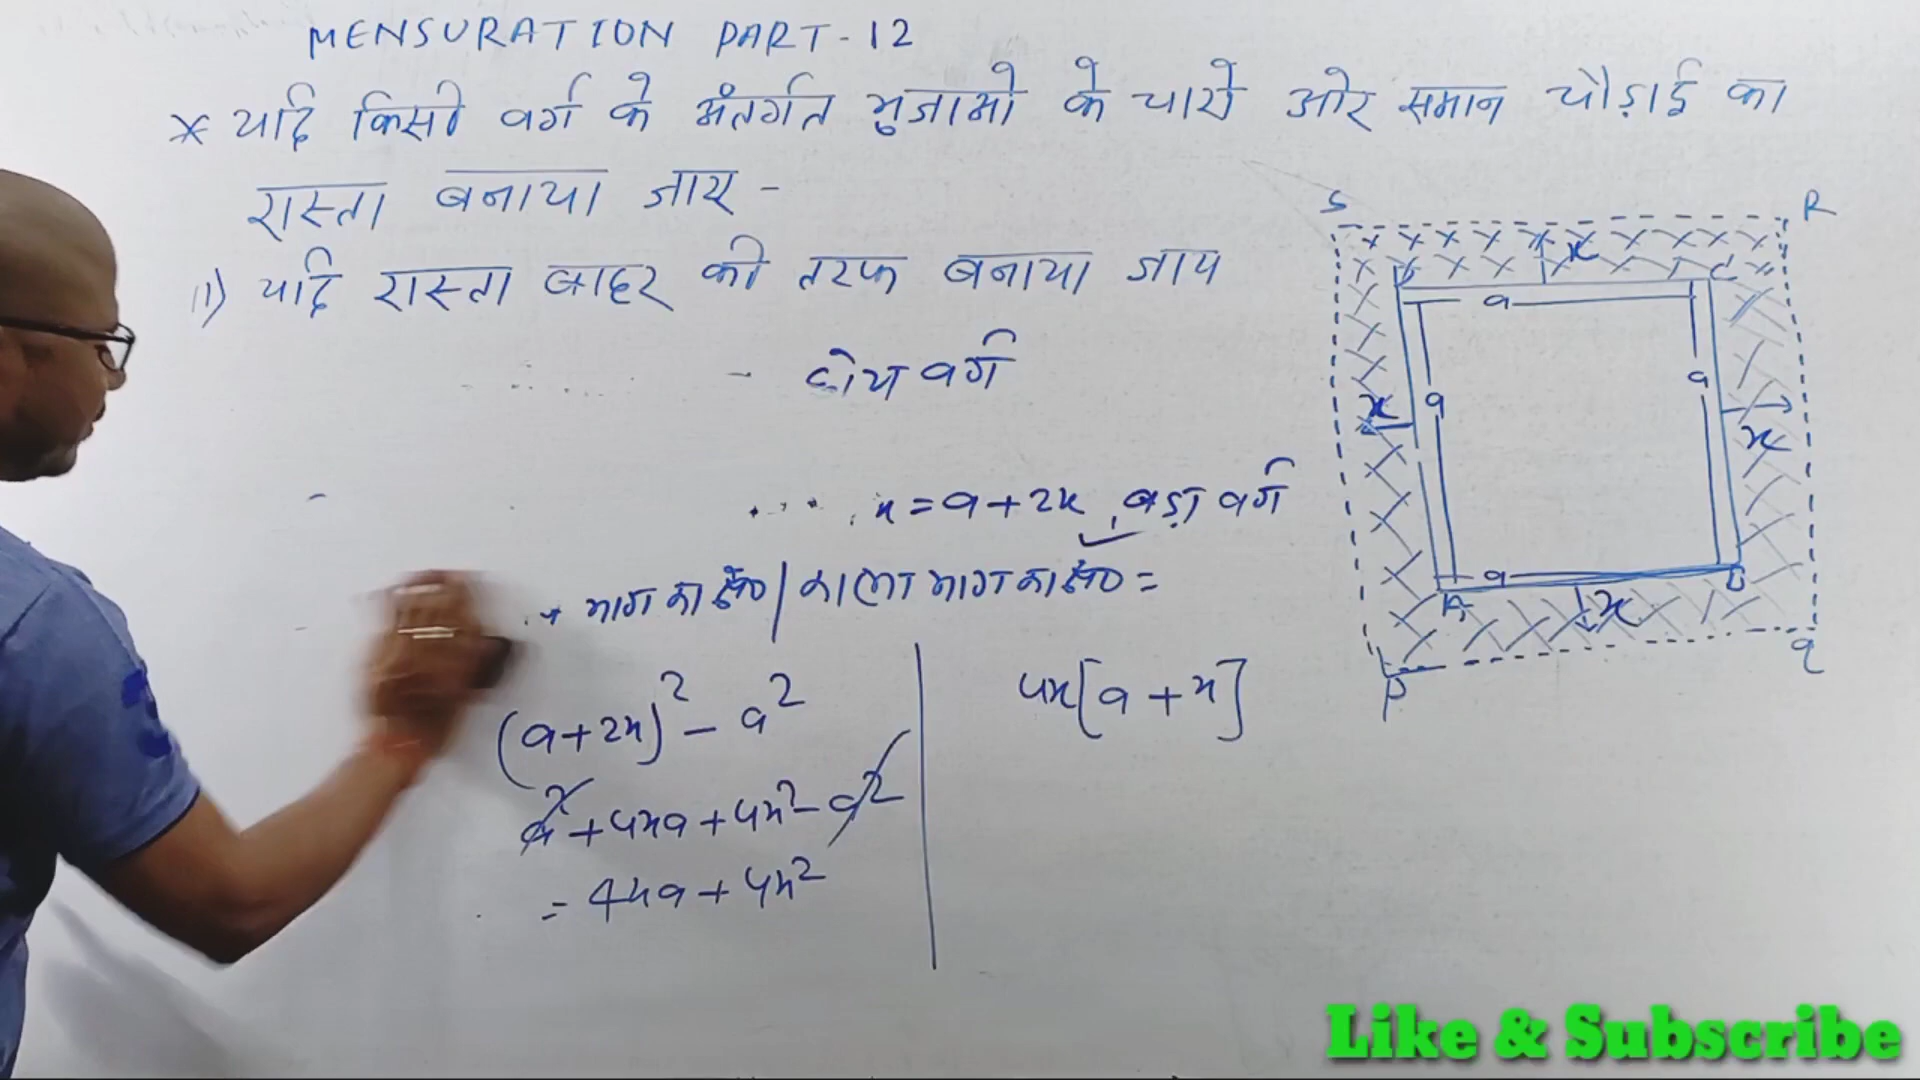 MENSURATION PART-12
* यदि किसी वर्ग के अंतर्गत भुजाओ के चारो ओर समान चौड़ाई का
रास्ता बनाया जाए -
11) यदि रास्ता बाहर की तरफ बनाया जाय
- वर्ग
x = a + 2x, बड़ा वर्ग
भाग का क्षे० / काला भाग का क्षे० =
(a+2x)² - a²
a² + 4xa + 4x² - a²
= 4xa + 4x²
4x[a + x]
S
R
D
C
x
a
a
a
x
x
a
A
B
x
P
Q
Like & Subscribe